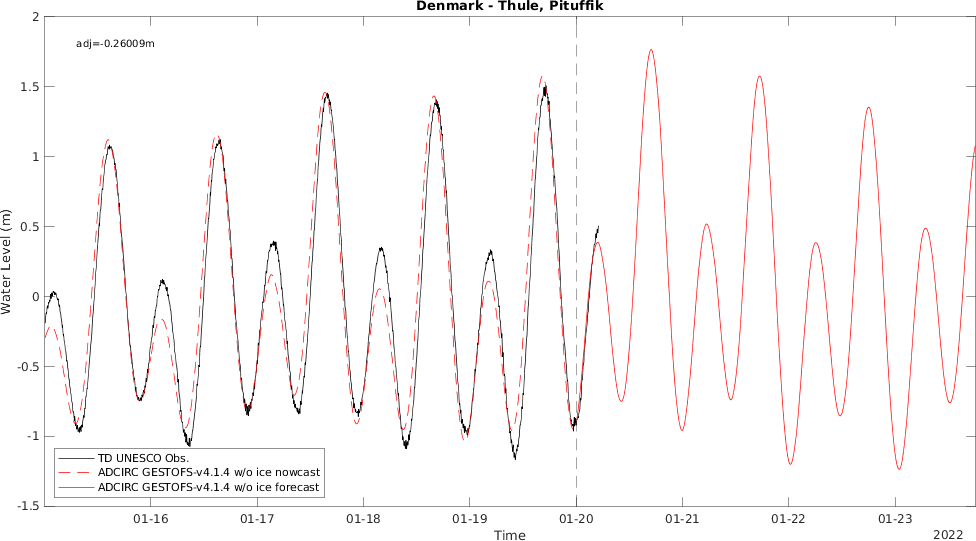 Denmark - Thule, Pituffik
adj=-0.26009m
2
1.5
1
0.5
0
-0.5
-1
-1.5
Water Level (m)
TD UNESCO Obs.
ADCIRC GESTOFS-v4.1.4 w/o ice nowcast
ADCIRC GESTOFS-v4.1.4 w/o ice forecast
01-16 01-17 01-18 01-19 01-20 01-21 01-22 01-23
Time
2022